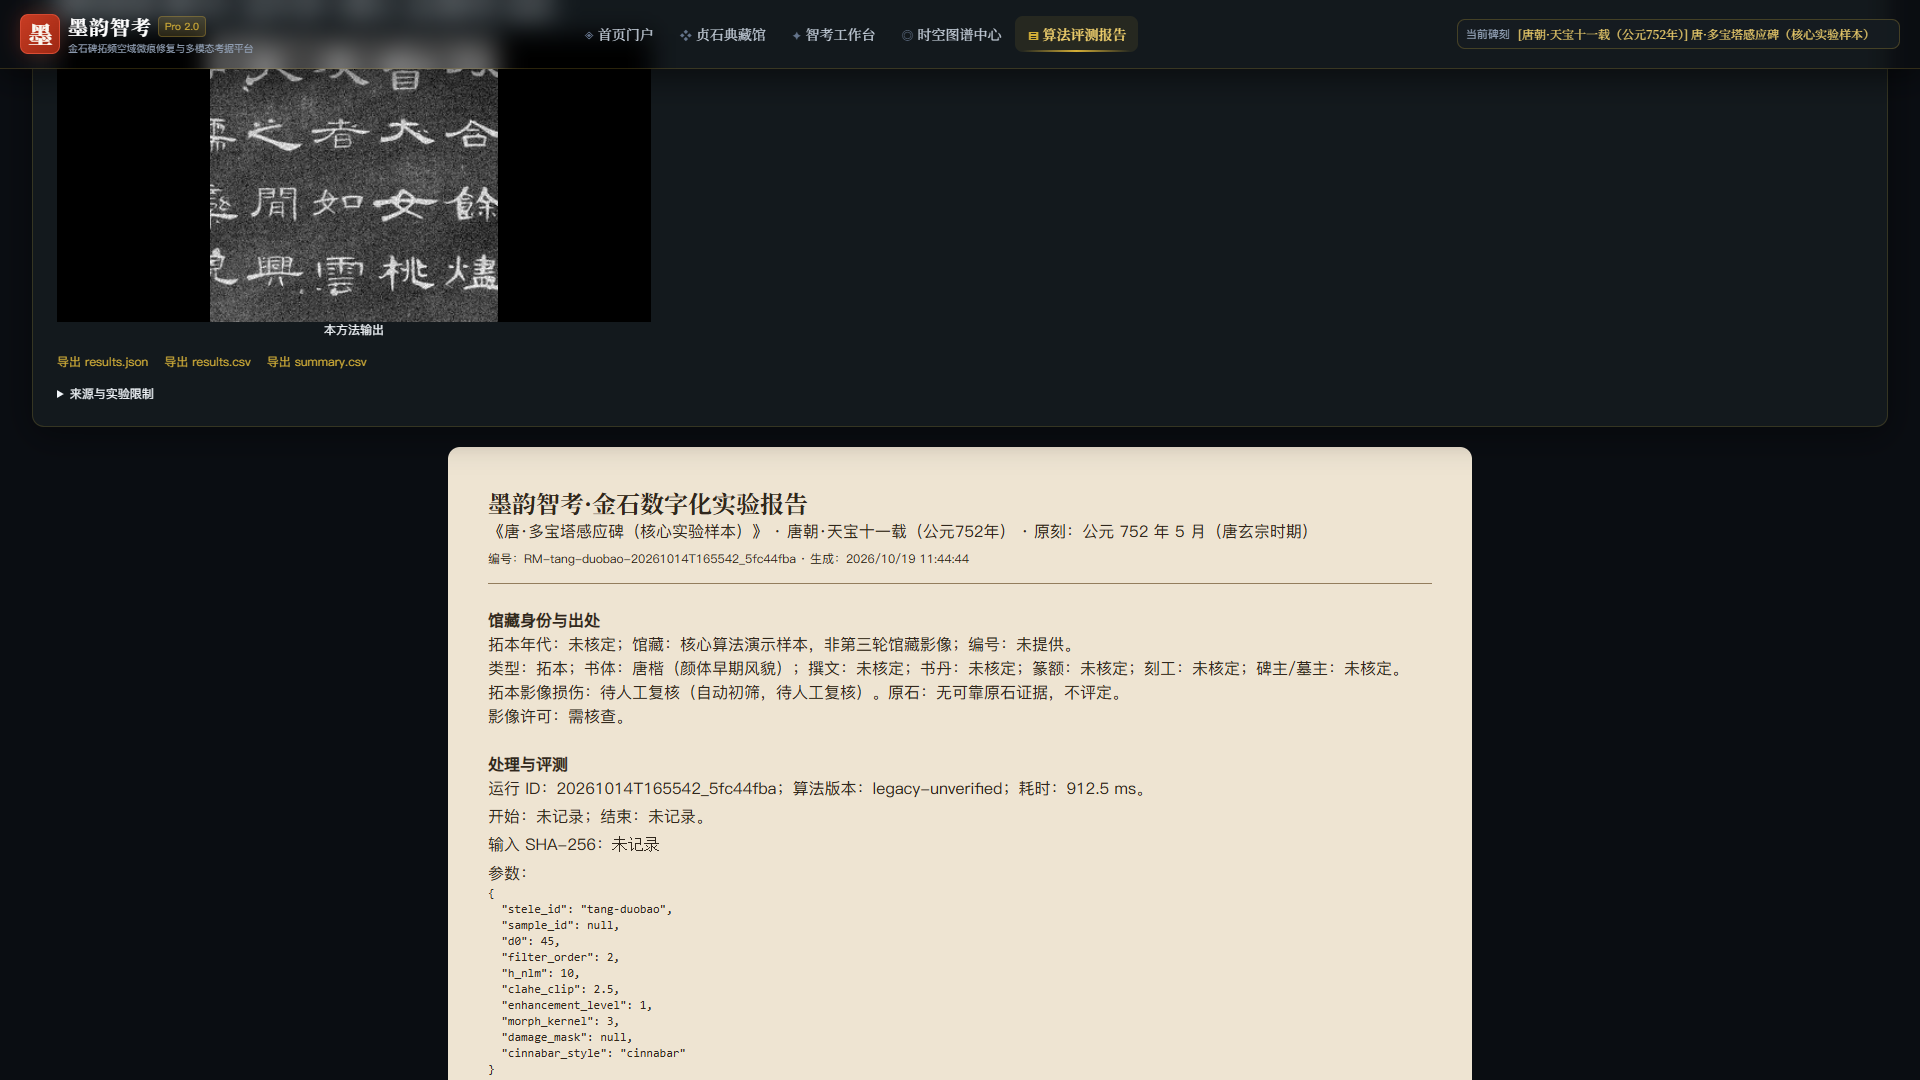 墨 墨韵智考 Pro 2.0
金石碑拓频空域微痕修复与多模态考据平台
首页门户 贞石典藏馆 智考工作台 时空图谱中心 算法评测报告
当前碑刻 [唐朝·天宝十一载（公元752年）] 唐·多宝塔感应碑（核心实验样本）
之 者 大 合
間 如 女 餘
興 雲 桃 燼
本方法输出
导出 results.json 导出 results.csv 导出 summary.csv
▶ 来源与实验限制
墨韵智考·金石数字化实验报告
《唐·多宝塔感应碑（核心实验样本）》 · 唐朝·天宝十一载（公元752年） · 原刻：公元 752 年 5 月（唐玄宗时期）
编号：RM-tang-duobao-20261014T165542_5fc44fba · 生成：2026/10/19 11:44:44
馆藏身份与出处
拓本年代：未核定；馆藏：核心算法演示样本，非第三轮馆藏影像；编号：未提供。
类型：拓本；书体：唐楷（颜体早期风貌）；撰文：未核定；书丹：未核定；篆额：未核定；刻工：未核定；碑主/墓主：未核定。
拓本影像损伤：待人工复核（自动初筛，待人工复核）。原石：无可靠原石证据，不评定。
影像许可：需核查。
处理与评测
运行 ID：20261014T165542_5fc44fba；算法版本：legacy-unverified；耗时：912.5 ms。
开始：未记录；结束：未记录。
输入 SHA-256：未记录
参数：
{
"stele_id": "tang-duobao",
"sample_id": null,
"d0": 45,
"filter_order": 2,
"h_nlm": 10,
"clahe_clip": 2.5,
"enhancement_level": 1,
"morph_kernel": 3,
"damage_mask": null,
"cinnabar_style": "cinnabar"
}